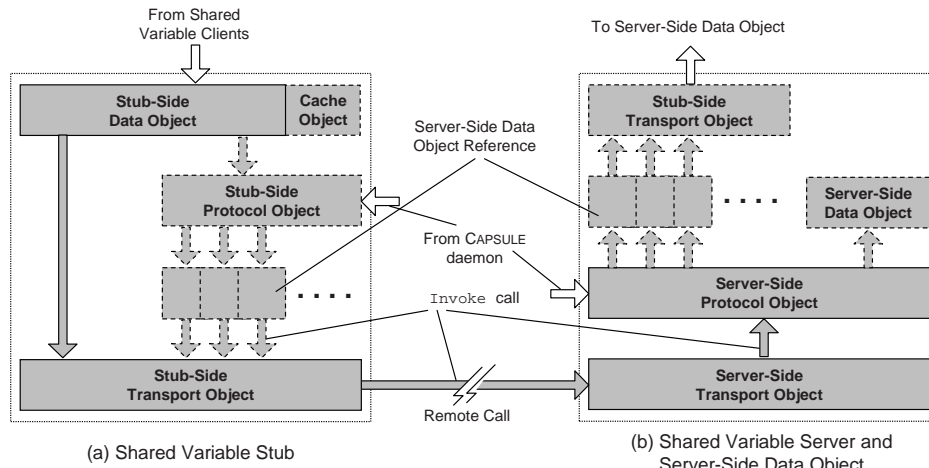 From Shared
Variable Clients
To Server-Side Data Object
Stub-Side
Data Object
Cache
Object
Stub-Side
Transport Object
Server-Side Data
Object Reference
Stub-Side
Protocol Object
Server-Side
Data Object
From CAPSULE
daemon
Server-Side
Protocol Object
Invoke call
Stub-Side
Transport Object
Server-Side
Transport Object
Remote Call
(a) Shared Variable Stub
(b) Shared Variable Server and
Server-Side Data Object